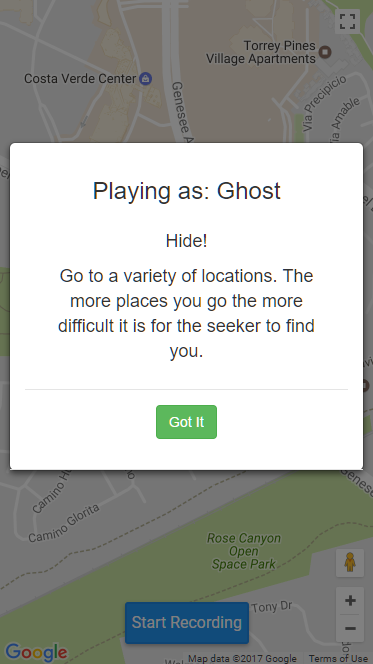 Torrey Pines
Village Apartments
Costa Verde Center
Genesee A
Via Precipicio
Via Amable
Playing as: Ghost
Hide!
Go to a variety of locations. The
more places you go the more
difficult it is for the seeker to find
you.
Got It
Camino H
Genes
Camino Glorita
Rose Canyon
Open
Space Park
Start Recording
Tony Dr
+
−
Google
Map data ©2017 Google
Terms of Use